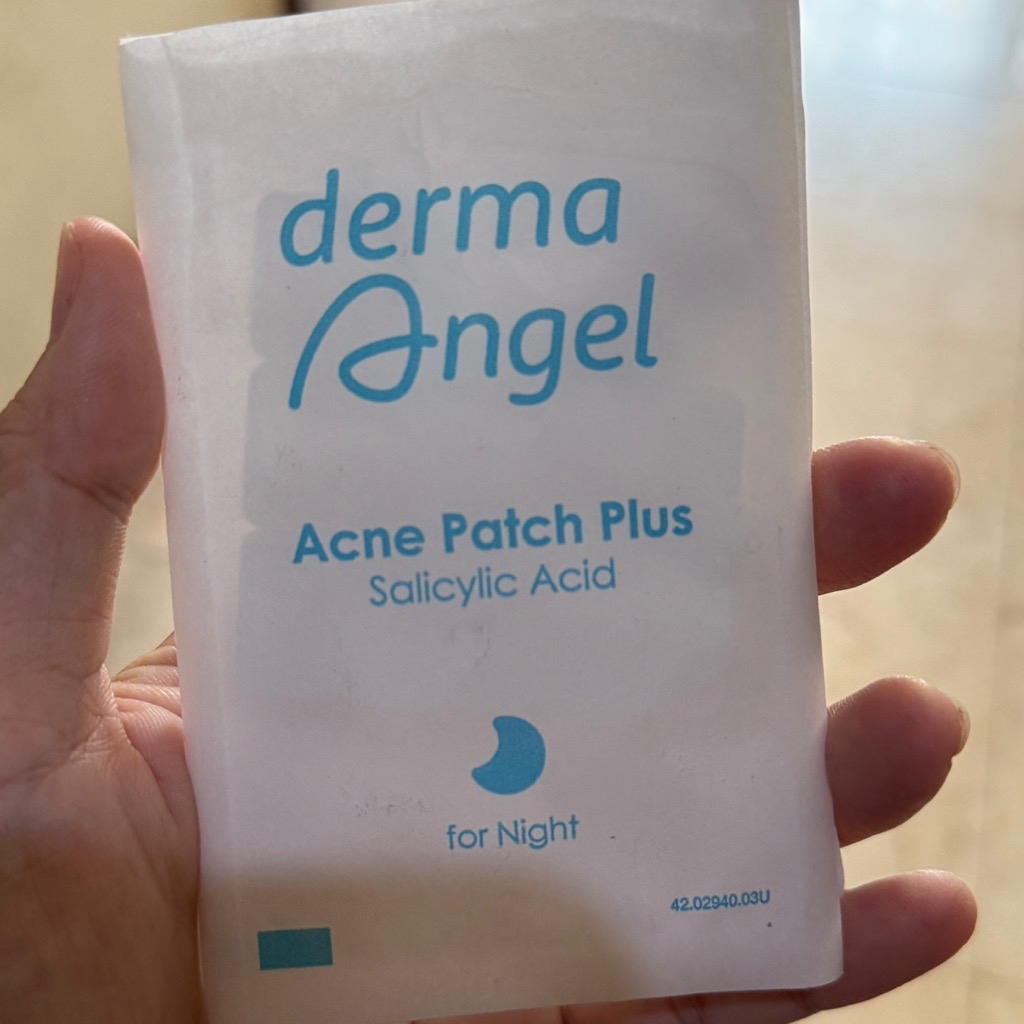 derma
Angel
Acne Patch Plus
Salicylic Acid
for Night
42.02940.03U